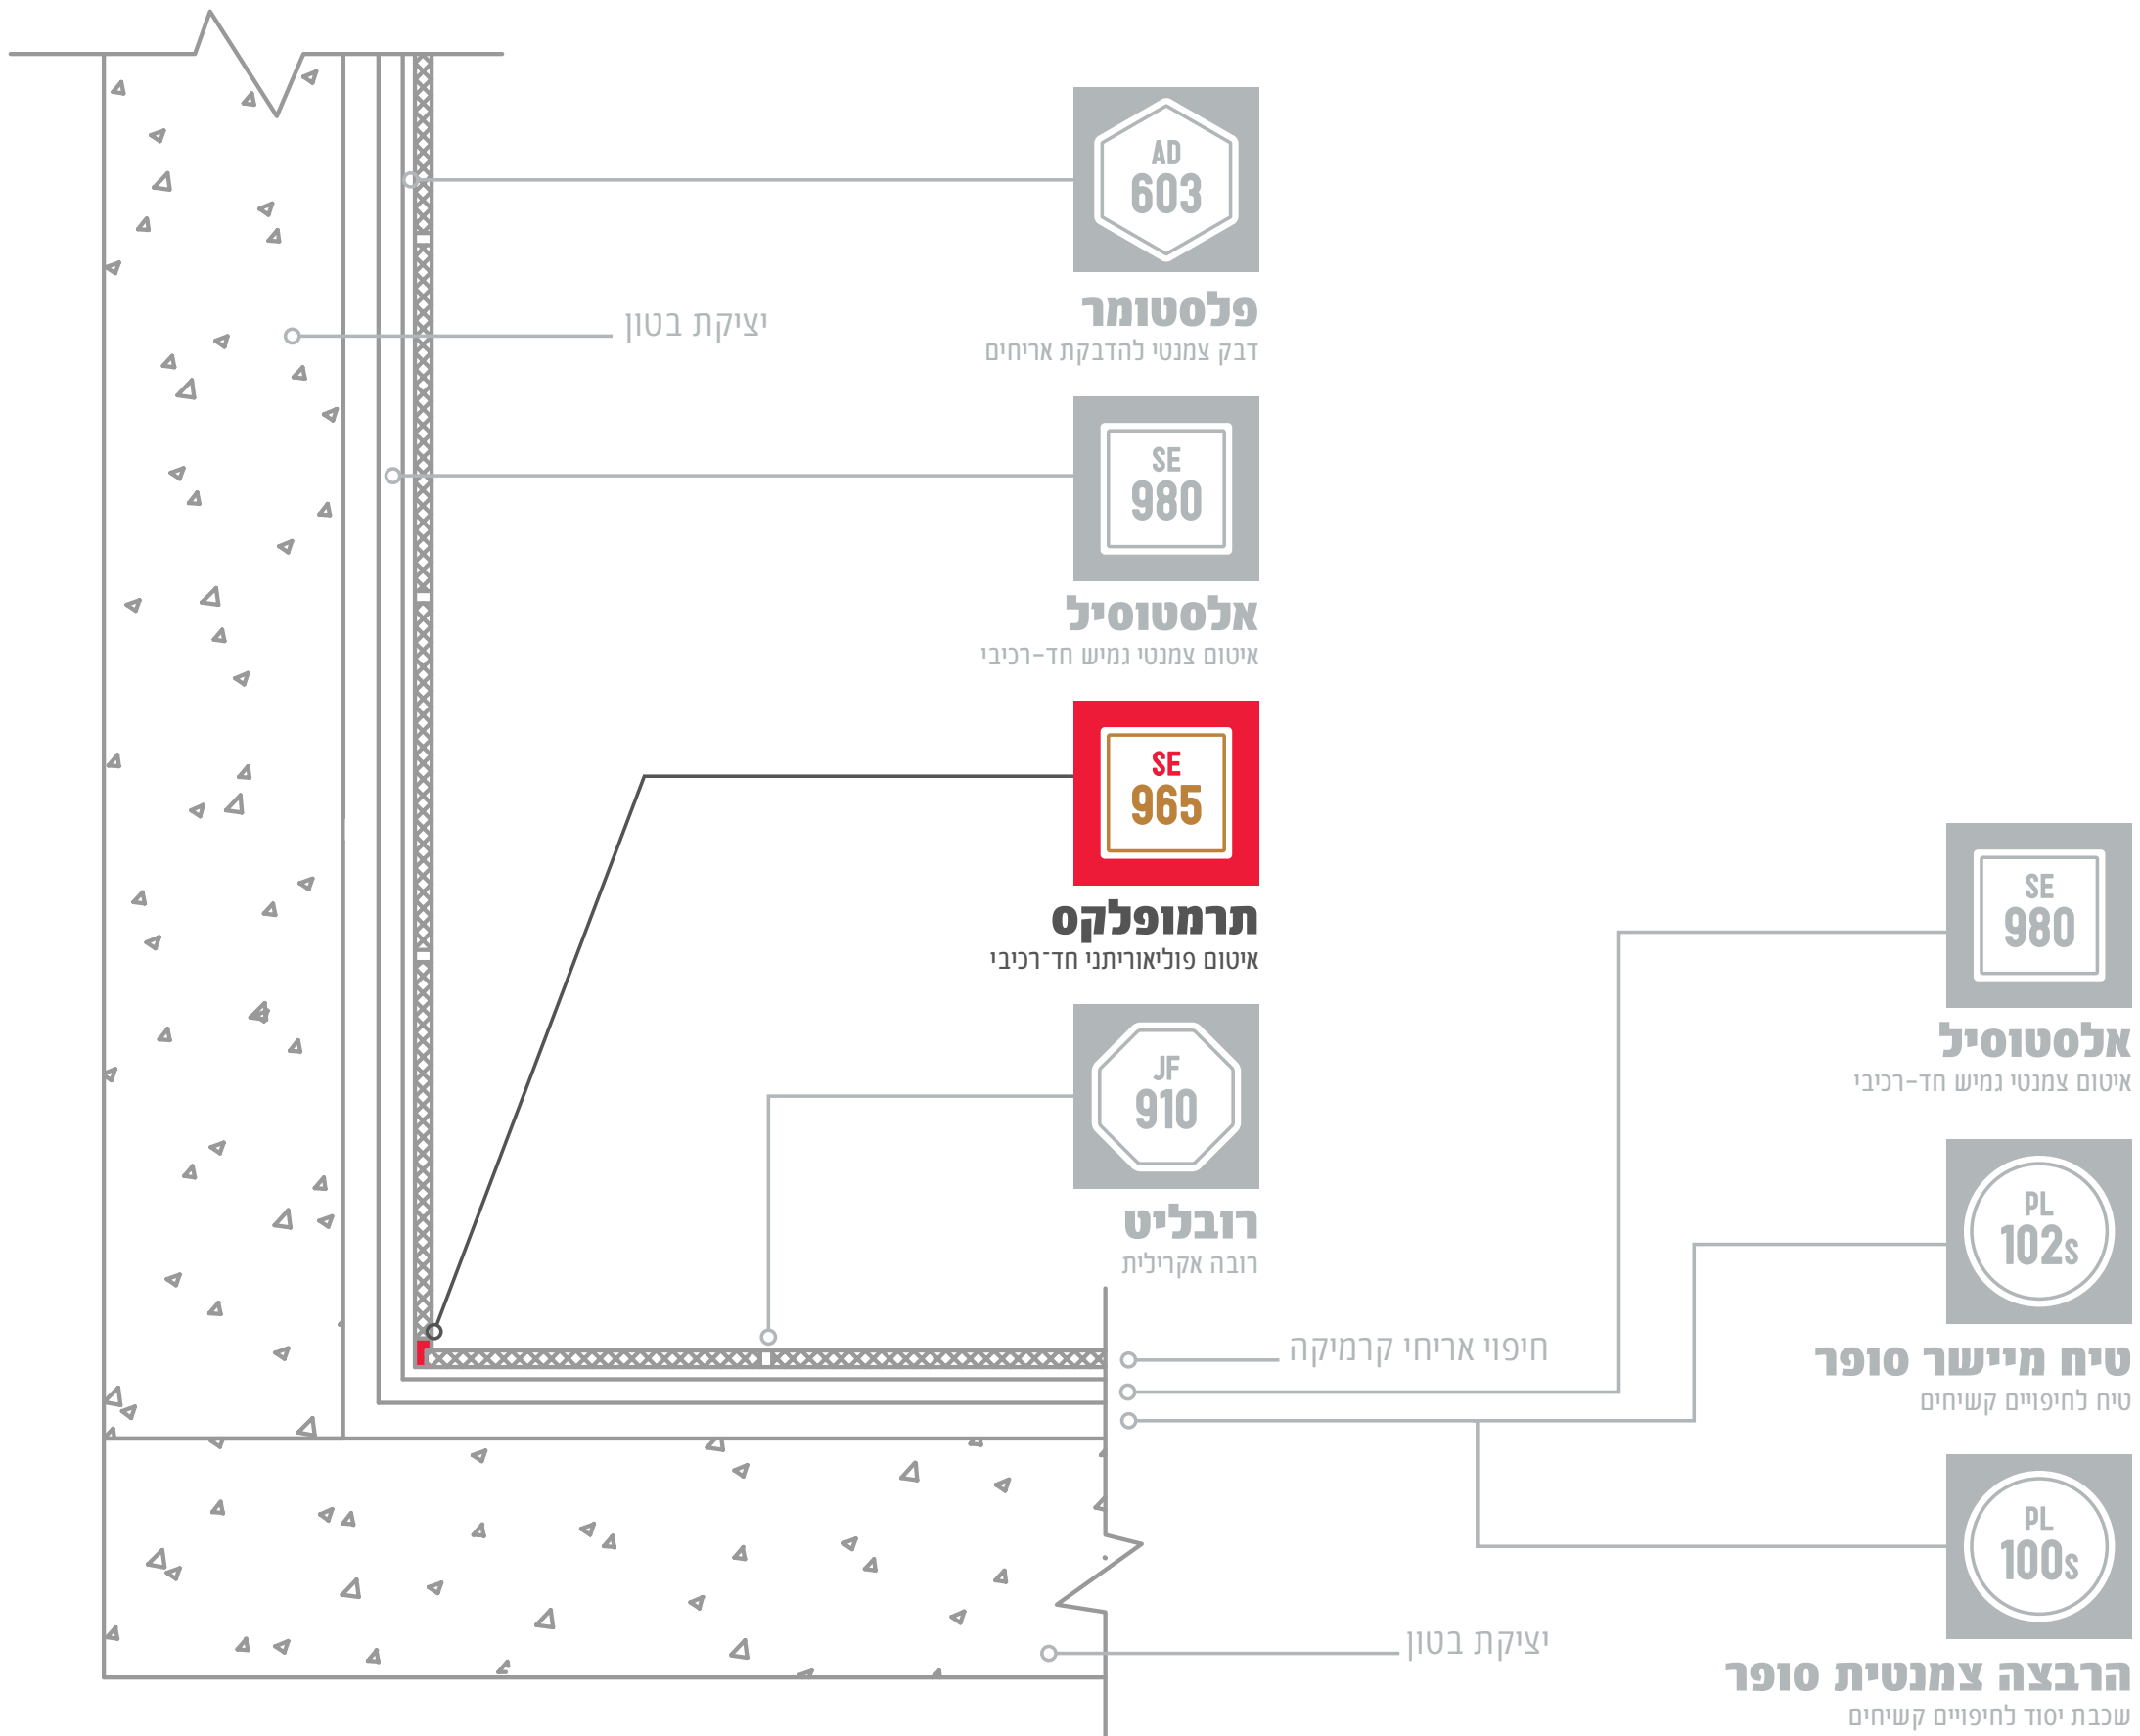 AD
603
פלסטומר
דבק צמנטי להדבקת אריחים
יציקת בטון
SE
980
אלסטוסיל
איטום צמנטי גמיש חד-רכיבי
SE
965
תרמופלקס
איטום פוליאוריתני חד־רכיבי
JF
910
רובליט
רובה אקרילית
SE
980
אלסטוסיל
איטום צמנטי גמיש חד-רכיבי
PL
102s
טיח מיישר סופר
טיח לחיפויים קשיחים
חיפוי אריחי קרמיקה
PL
100s
הרבצה צמנטית סופר
שכבת יסוד לחיפויים קשיחים
יציקת בטון